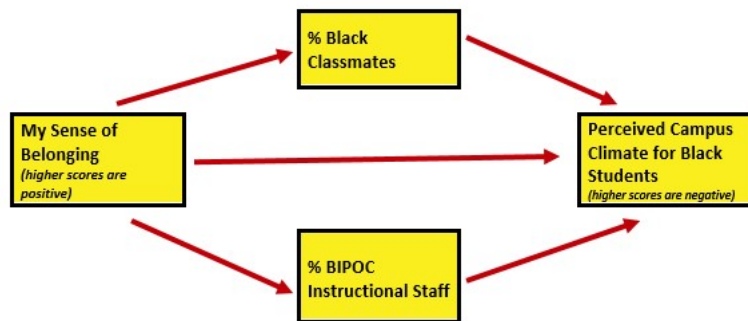 % Black
Classmates
My Sense of
Belonging
(higher scores are
positive)
Perceived Campus
Climate for Black
Students
(higher scores are negative)
% BIPOC
Instructional Staff